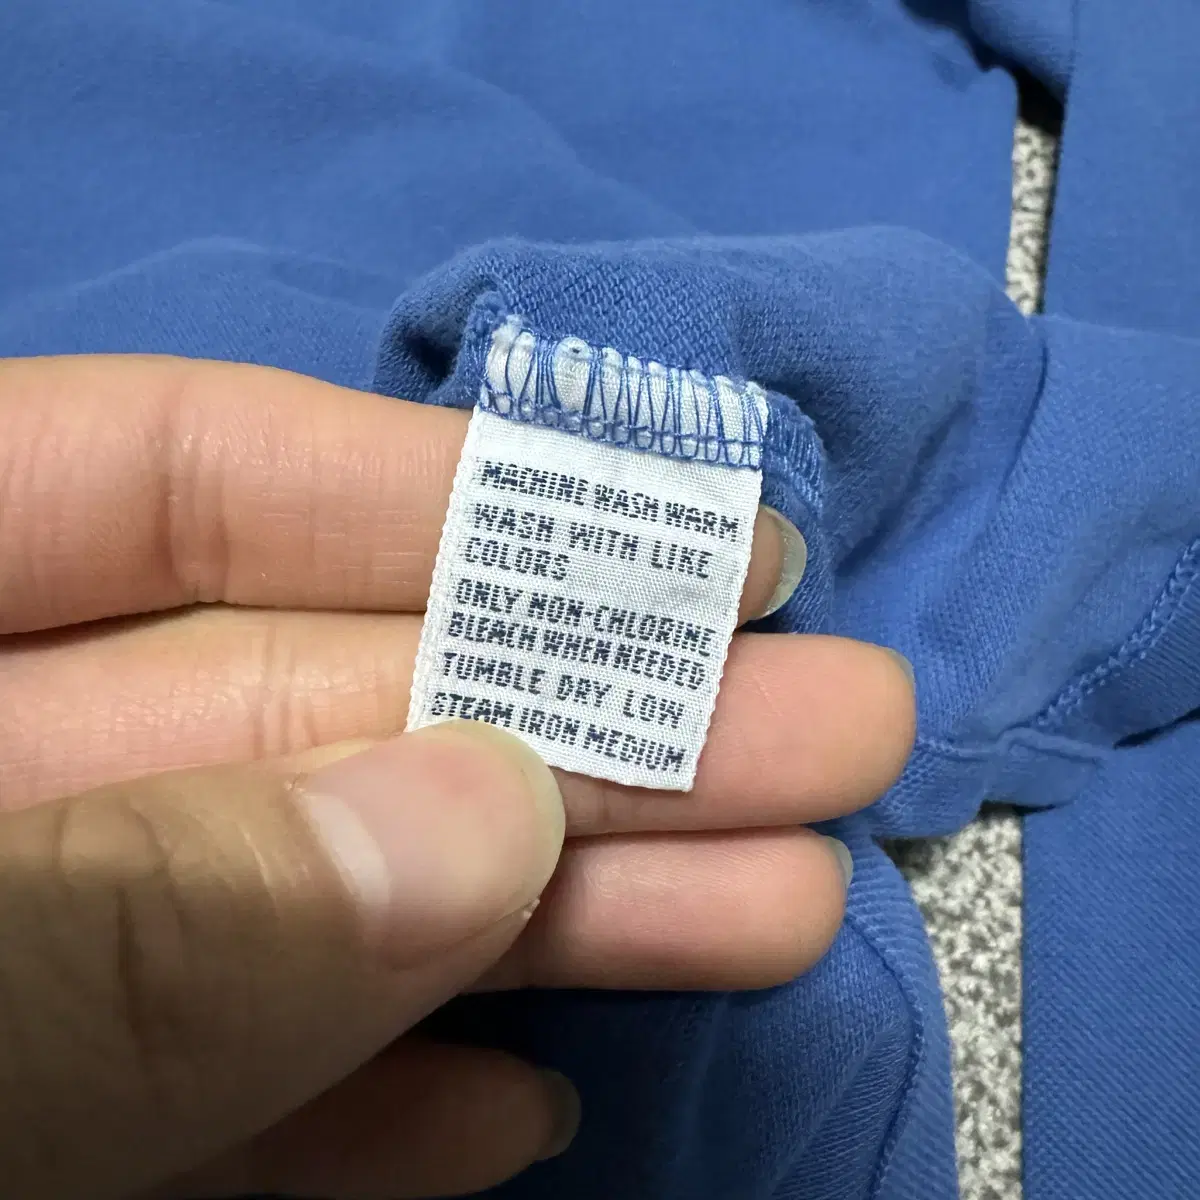 MACHINE WASH WARM
WASH WITH LIKE
COLORS
ONLY NON-CHLORINE
BLEACH WHEN NEEDED
TUMBLE DRY LOW
STEAM IRON MEDIUM